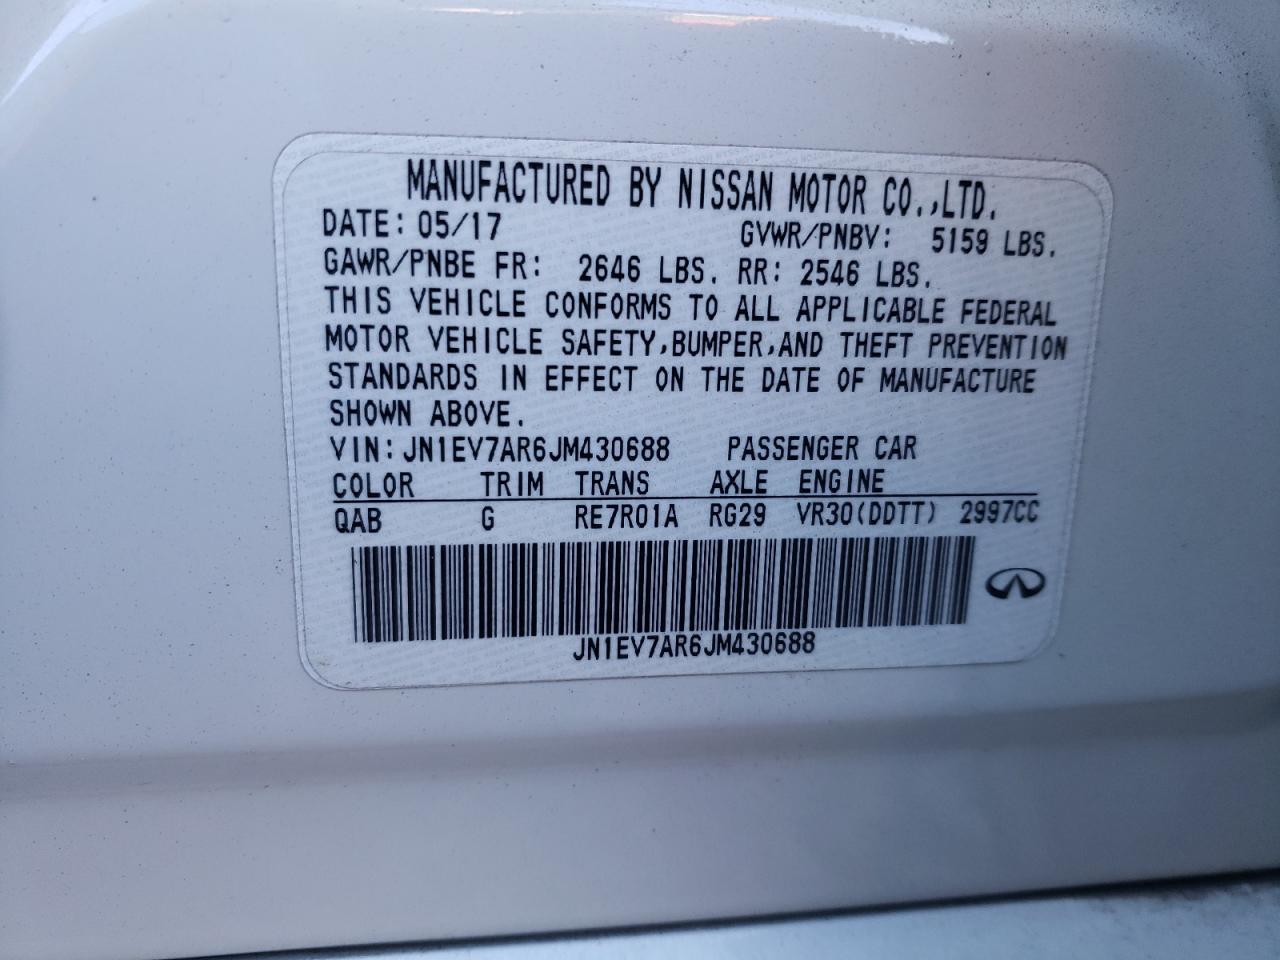 MANUFACTURED BY NISSAN MOTOR CO.,LTD.
DATE: 05/17 GVWR/PNBV: 5159 LBS.
GAWR/PNBE FR: 2646 LBS. RR: 2546 LBS.
THIS VEHICLE CONFORMS TO ALL APPLICABLE FEDERAL
MOTOR VEHICLE SAFETY,BUMPER,AND THEFT PREVENTION
STANDARDS IN EFFECT ON THE DATE OF MANUFACTURE
SHOWN ABOVE.
VIN:JN1EV7AR6JM430688 PASSENGER CAR
COLOR TRIM TRANS AXLE ENGINE
QAB G RE7R01A RG29 VR30(DDTT) 2997CC
JN1EV7AR6JM430688